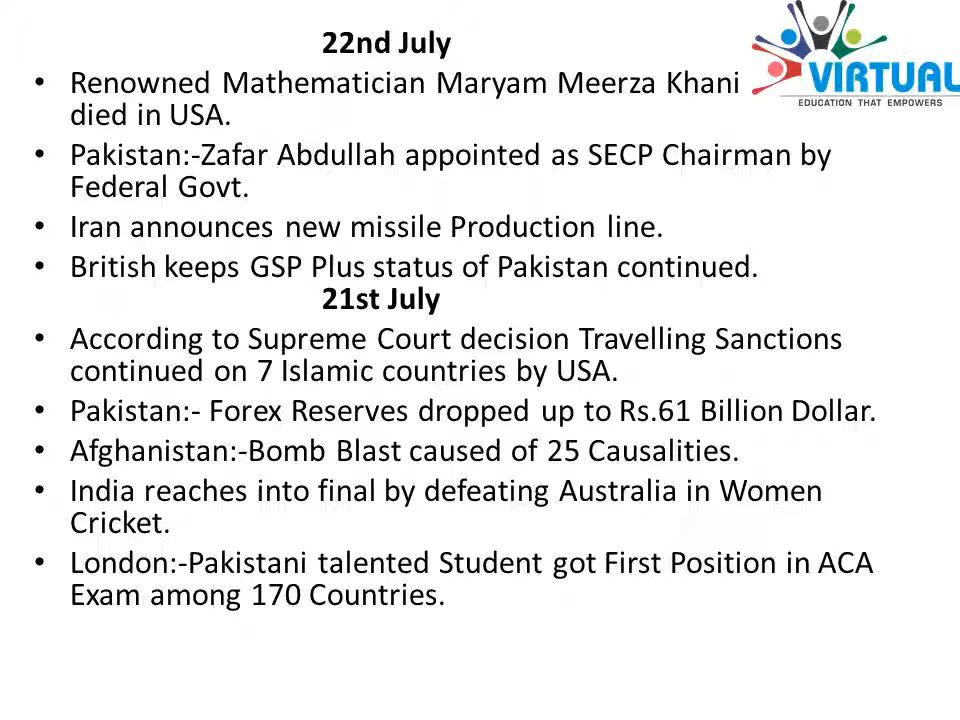 22nd July
VIRTUAL
EDUCATION THAT EMPOWERS
• Renowned Mathematician Maryam Meerza Khani
died in USA.
• Pakistan:-Zafar Abdullah appointed as SECP Chairman by
Federal Govt.
• Iran announces new missile Production line.
• British keeps GSP Plus status of Pakistan continued.
21st July
• According to Supreme Court decision Travelling Sanctions
continued on 7 Islamic countries by USA.
• Pakistan:- Forex Reserves dropped up to Rs.61 Billion Dollar.
• Afghanistan:-Bomb Blast caused of 25 Causalities.
• India reaches into final by defeating Australia in Women
Cricket.
• London:-Pakistani talented Student got First Position in ACA
Exam among 170 Countries.